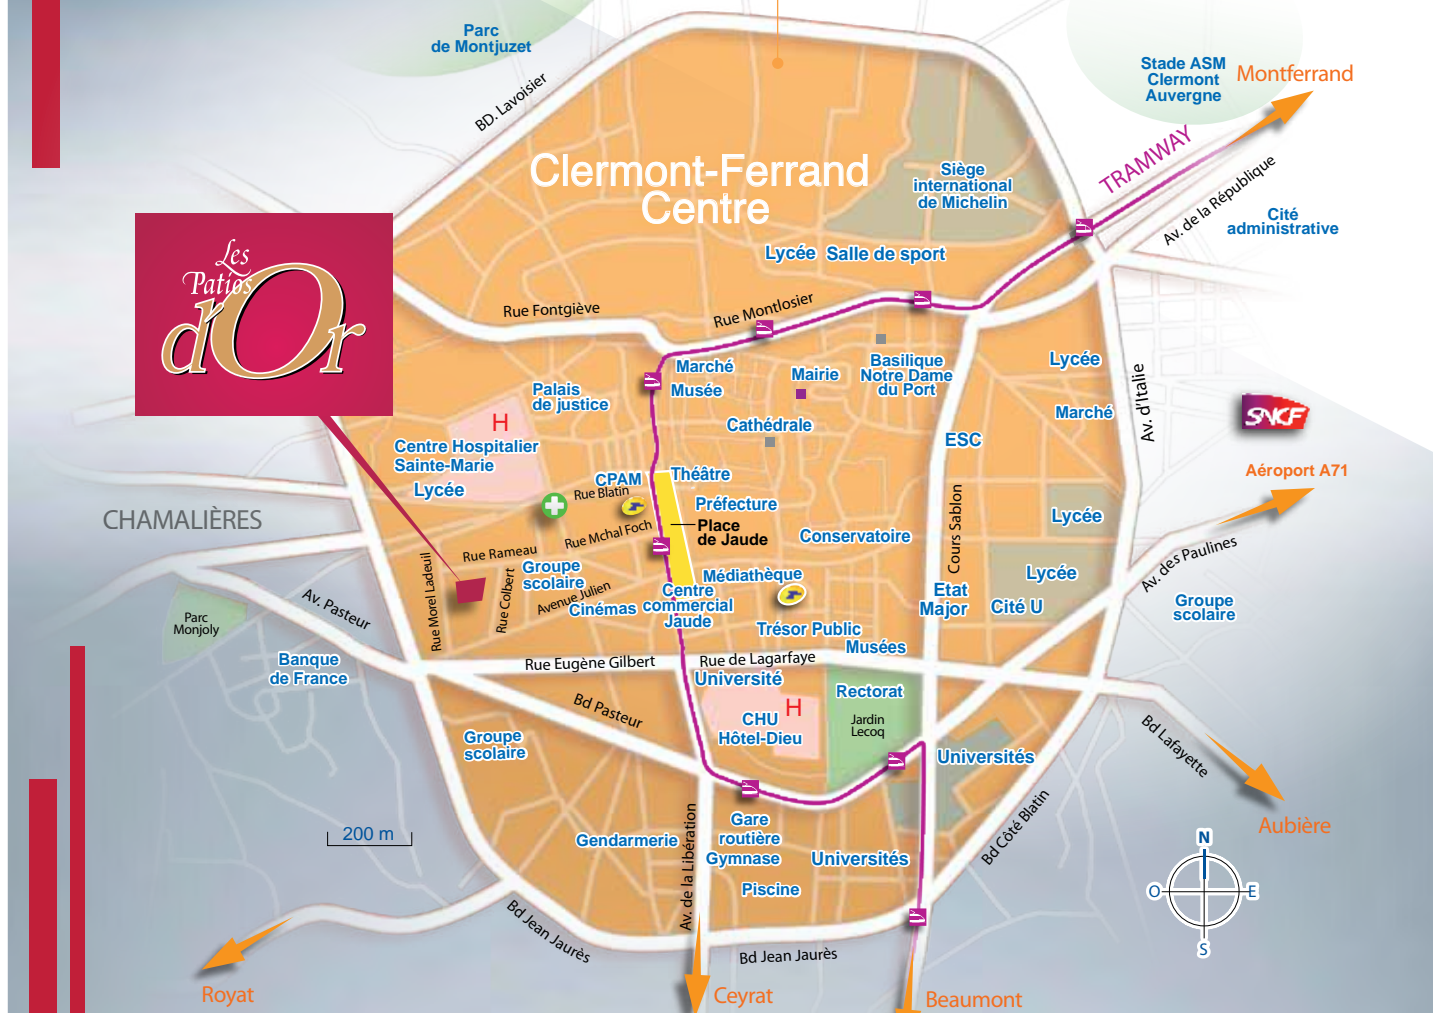 Parc
de Montjuzet
BD. Lavoisier
Stade ASM
Clermont
Auvergne
Montferrand
TRAMWAY
Av. de la République
Cité
administrative
Clermont-Ferrand
Centre
Siège
international
de Michelin
Les
Patios
d'Or
Lycée
Salle de sport
Rue Fontgiève
Rue Montlosier
Marché
Musée
Mairie
Basilique
Notre Dame
du Port
Lycée
Marché
Av. d'Italie
SNCF
Aéroport A71
Palais
de justice
H
Centre Hospitalier
Sainte-Marie
Lycée
Cathédrale
ESC
CPAM
Théâtre
Rue Blatin
Préfecture
Place
de Jaude
Rue Mchal Foch
Conservatoire
Cours Sablon
Lycée
Lycée
CHAMALIÈRES
Rue Rameau
Groupe
scolaire
Rue Morel Ladeuil
Rue Colbert
Avenue Julien
Cinémas
Médiathèque
Centre
commercial
Jaude
Etat
Major
Cité U
Av. des Paulines
Groupe
scolaire
Parc
Monjoly
Av. Pasteur
Trésor Public
Musées
Banque
de France
Rue Eugène Gilbert
Rue de Lagarfaye
Université
Rectorat
H
CHU
Hôtel-Dieu
Jardin
Lecoq
Bd Pasteur
Groupe
scolaire
Universités
Bd Lafayette
Aubière
200 m
Gendarmerie
Av. de la Libération
Gare
routière
Gymnase
Universités
Piscine
Bd Côté Blatin
N
O
E
S
Bd Jean Jaurès
Bd Jean Jaurès
Royat
Ceyrat
Beaumont